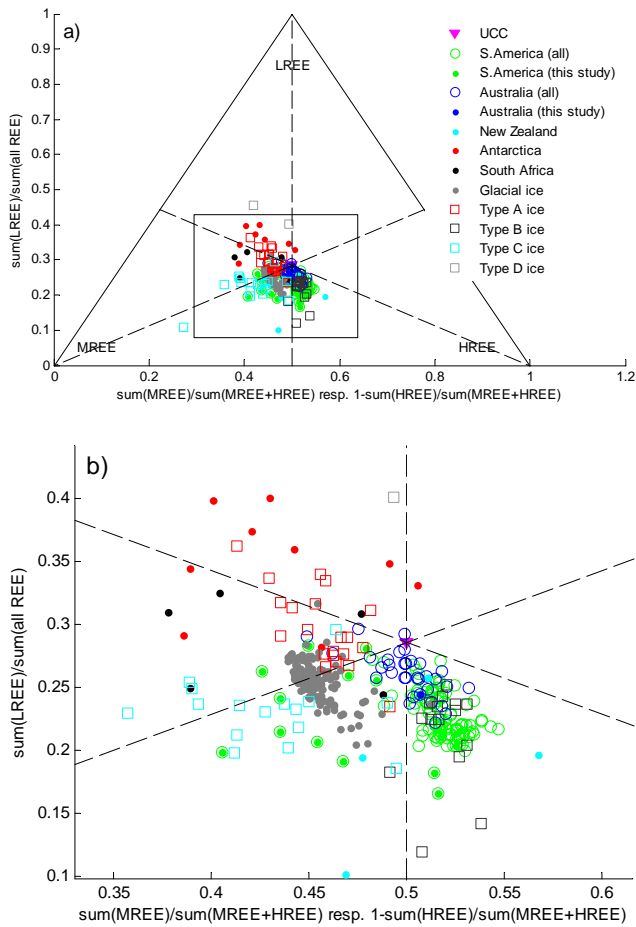 a)
sum(LREE)/sum(all REE)
1
0.9
0.8
0.7
0.6
0.5
0.4
0.3
0.2
0.1
0
LREE
MREE
HREE
0 0.2 0.4 0.6 0.8 1 1.2
sum(MREE)/sum(MREE+HREE) resp. 1-sum(HREE)/sum(MREE+HREE)
UCC
S.America (all)
S.America (this study)
Australia (all)
Australia (this study)
New Zealand
Antarctica
South Africa
Glacial ice
Type A ice
Type B ice
Type C ice
Type D ice
b)
sum(LREE)/sum(all REE)
0.4
0.35
0.3
0.25
0.2
0.15
0.1
0.35 0.4 0.45 0.5 0.55 0.6
sum(MREE)/sum(MREE+HREE) resp. 1-sum(HREE)/sum(MREE+HREE)